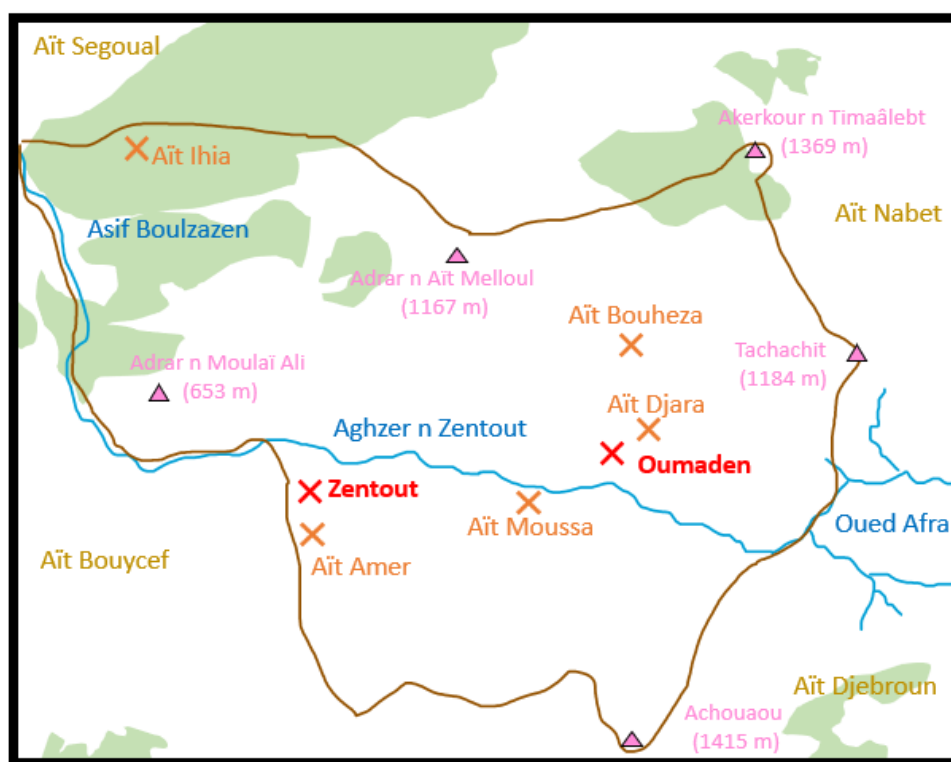 Aït Segoual
Akerkour n Timaâlebt
(1369 m)
Aït Ihia
Aït Nabet
Asif Boulzazen
Adrar n Aït Melloul
(1167 m)
Aït Bouheza
Tachachit
(1184 m)
Adrar n Moulaï Ali
(653 m)
Aït Djara
Aghzer n Zentout
Oumaden
Zentout
Aït Moussa
Oued Afra
Aït Bouycef
Aït Amer
Aït Djebroun
Achouaou
(1415 m)